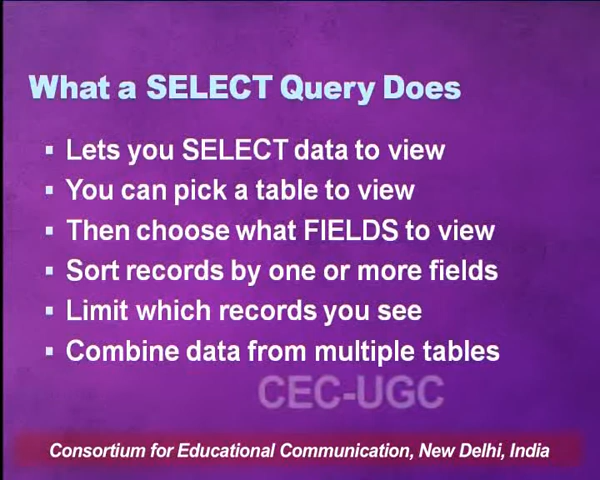 What a SELECT Query Does
▪ Lets you SELECT data to view
▪ You can pick a table to view
▪ Then choose what FIELDS to view
▪ Sort records by one or more fields
▪ Limit which records you see
▪ Combine data from multiple tables
CEC-UGC
Consortium for Educational Communication, New Delhi, India